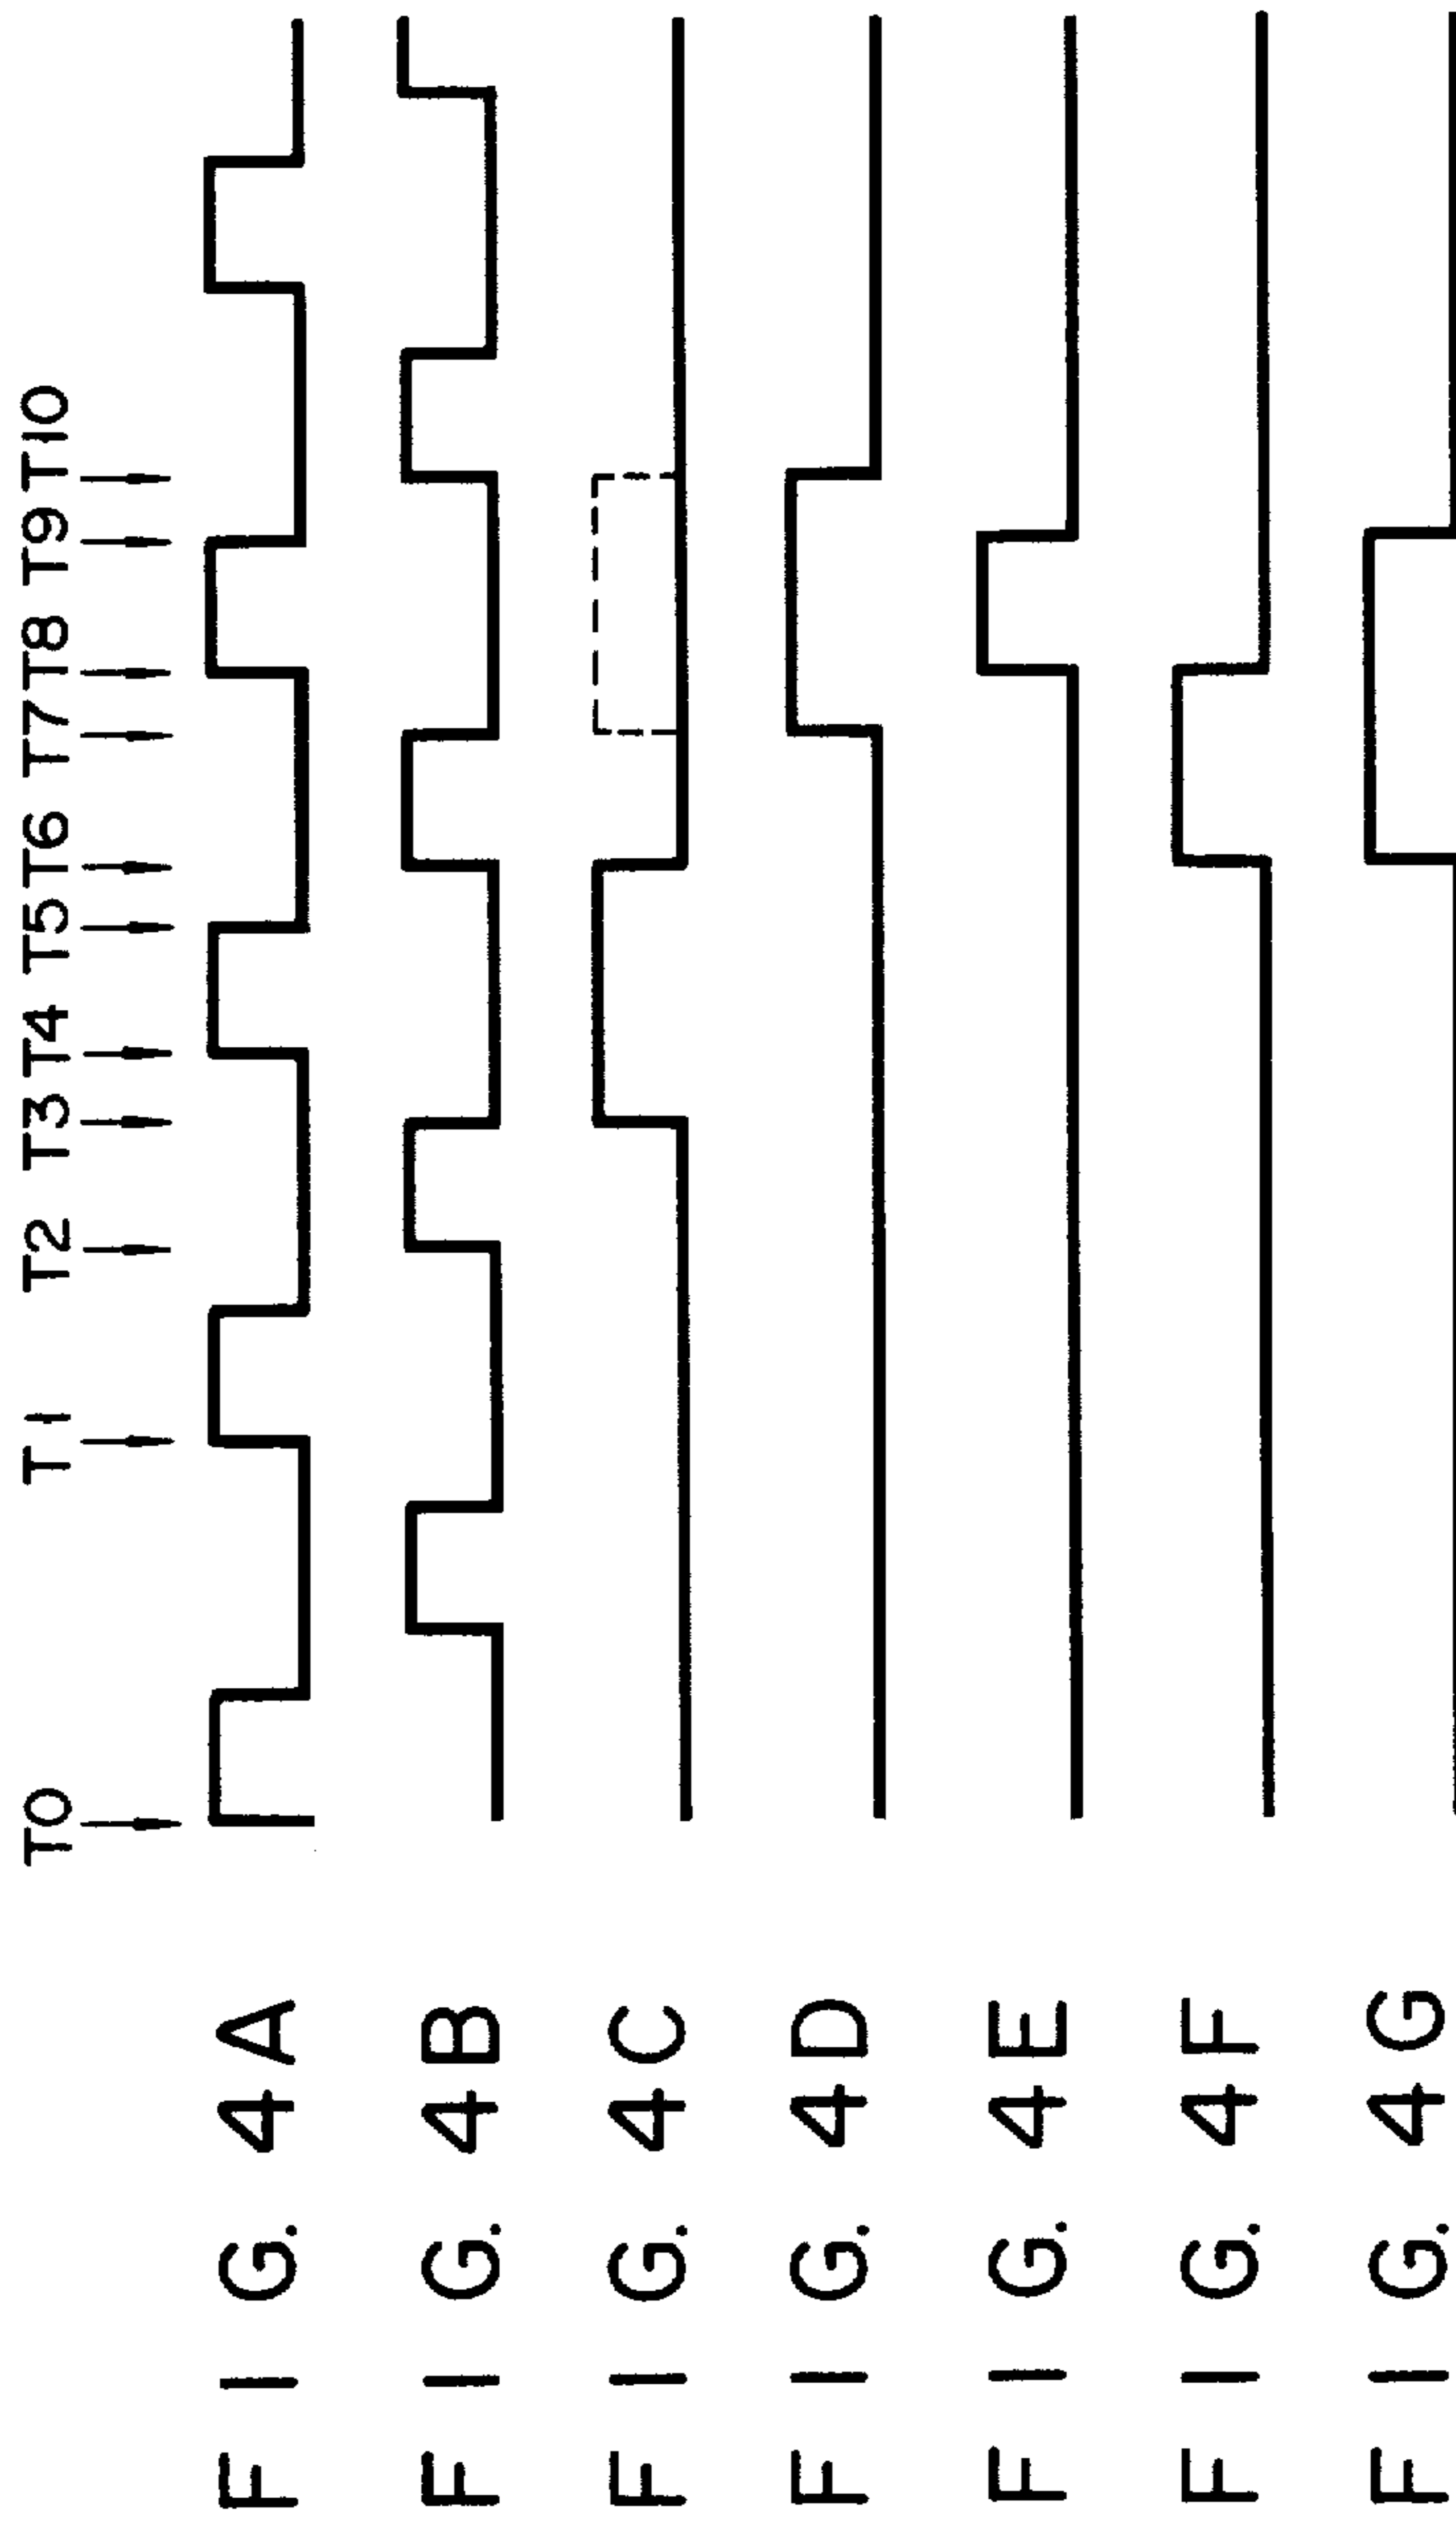 T0 T1 T2 T3 T4 T5 T6 T7 T8 T9 T10
FIG. 4A
FIG. 4B
FIG. 4C
FIG. 4D
FIG. 4E
FIG. 4F
FIG. 4G